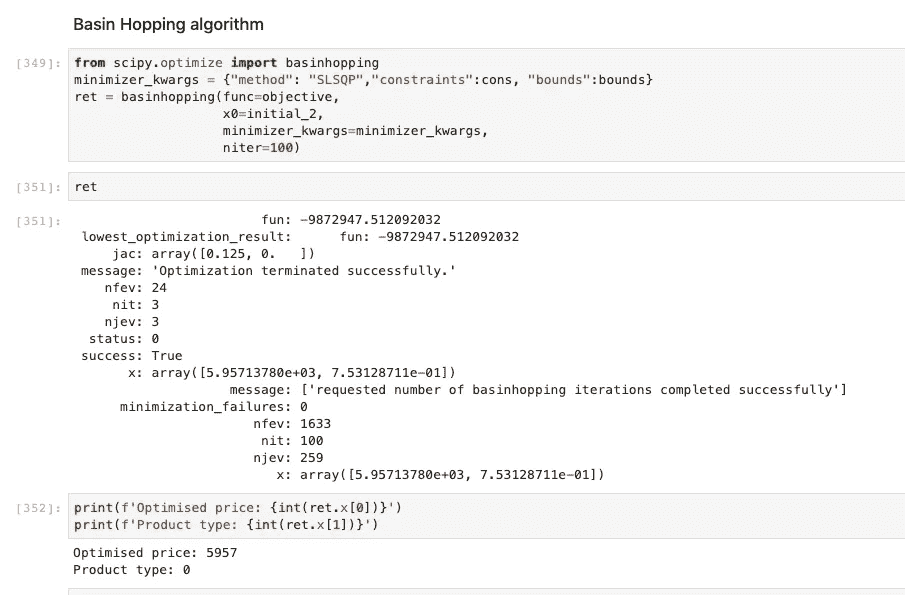 Basin Hopping algorithm
[349]: from scipy.optimize import basinhopping
minimizer_kwargs = {"method": "SLSQP","constraints":cons, "bounds":bounds}
ret = basinhopping(func=objective,
x0=initial_2,
minimizer_kwargs=minimizer_kwargs,
niter=100)
[351]: ret
[351]: fun: -9872947.512092032
lowest_optimization_result: fun: -9872947.512092032
jac: array([0.125, 0. ])
message: 'Optimization terminated successfully.'
nfev: 24
nit: 3
njev: 3
status: 0
success: True
x: array([5.95713780e+03, 7.53128711e-01])
message: ['requested number of basinhopping iterations completed successfully']
minimization_failures: 0
nfev: 1633
nit: 100
njev: 259
x: array([5.95713780e+03, 7.53128711e-01])
[352]: print(f'Optimised price: {int(ret.x[0])}')
print(f'Product type: {int(ret.x[1])}')
Optimised price: 5957
Product type: 0